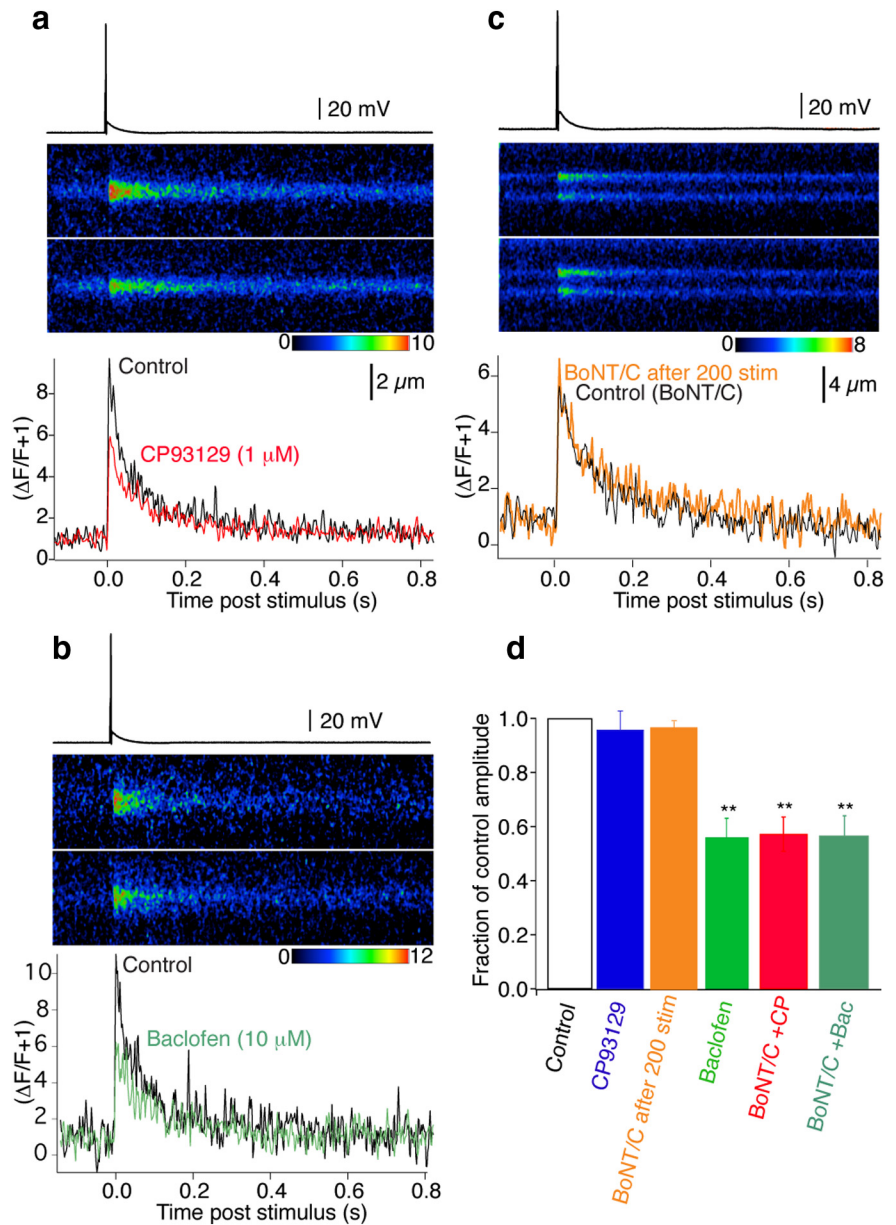 a
20 mV
0 10
Control
2 µm
CP93129 (1 µM)
(ΔF/F+1)
8
6
4
2
0
0.0 0.2 0.4 0.6 0.8
Time post stimulus (s)
c
20 mV
0 8
BoNT/C after 200 stim
Control (BoNT/C)
4 µm
(ΔF/F+1)
6
4
2
0
0.0 0.2 0.4 0.6 0.8
Time post stimulus (s)
b
20 mV
0 12
Control
Baclofen (10 µM)
(ΔF/F+1)
10
8
6
4
2
0
0.0 0.2 0.4 0.6 0.8
Time post stimulus (s)
d
Fraction of control amplitude
1.0
0.8
0.6
0.4
0.2
0.0
** ** **
Control
CP93129
BoNT/C after 200 stim
Baclofen
BoNT/C +CP
BoNT/C +Bac